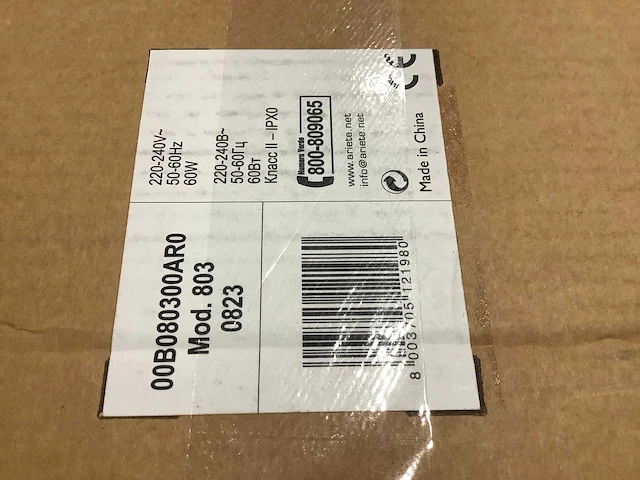 220-240V~
50-60Hz
60W
220-240В~
50-60Гц
60Вт
Класс II – IPX0
Numero Verde
800-809065
www.ariete.net
info@ariete.net
Made in China
00B080300AR0
Mod. 803
0823
8 003705 121980